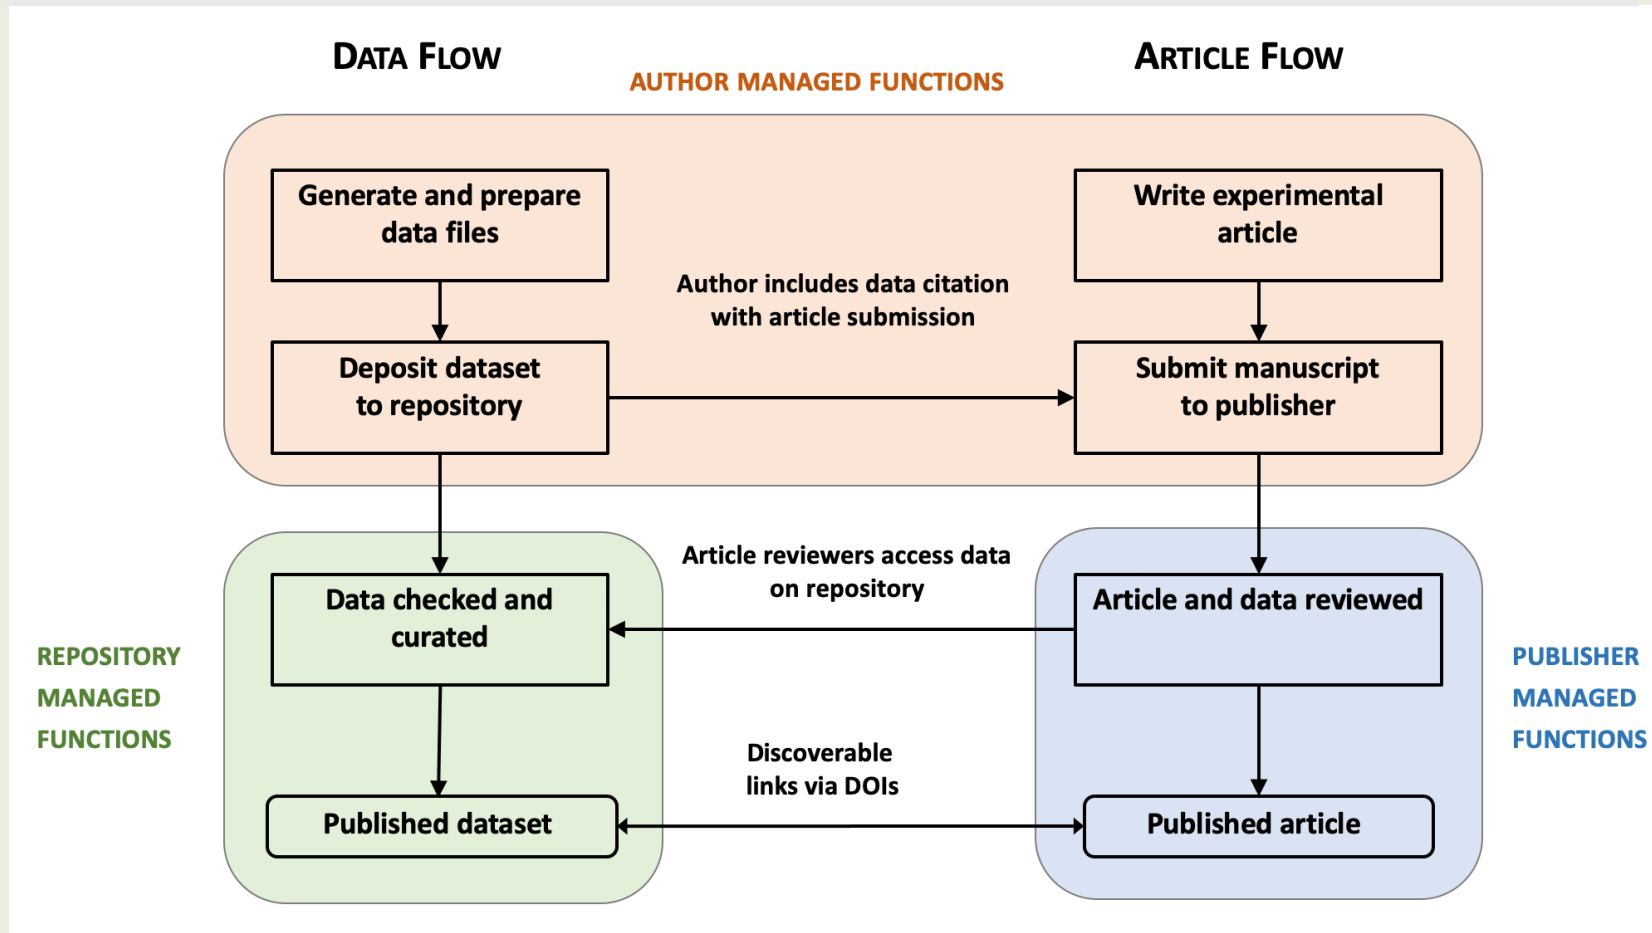 DATA FLOW
ARTICLE FLOW
AUTHOR MANAGED FUNCTIONS
Generate and prepare
data files
Write experimental
article
Author includes data citation
with article submission
Deposit dataset
to repository
Submit manuscript
to publisher
Article reviewers access data
on repository
Data checked and
curated
Article and data reviewed
REPOSITORY
MANAGED
FUNCTIONS
PUBLISHER
MANAGED
FUNCTIONS
Discoverable
links via DOIs
Published dataset
Published article